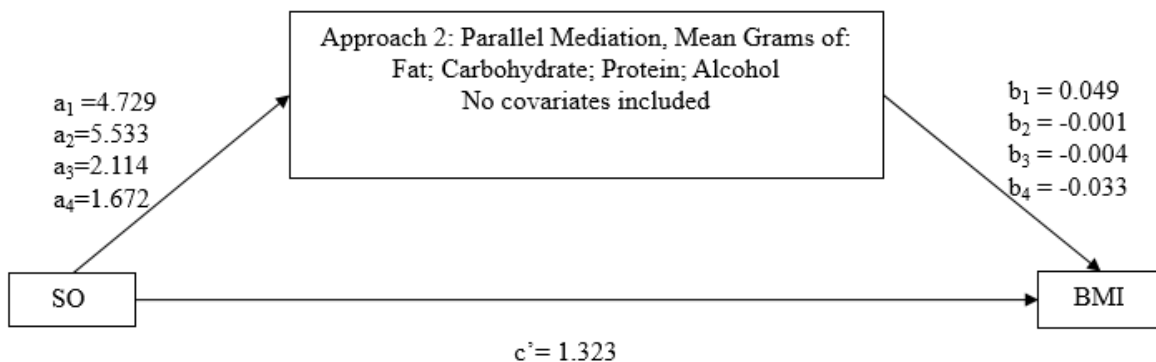 Approach 2: Parallel Mediation, Mean Grams of:
Fat; Carbohydrate; Protein; Alcohol
No covariates included
a₁ =4.729
a₂=5.533
a₃=2.114
a₄=1.672
b₁ = 0.049
b₂ = -0.001
b₃ = -0.004
b₄ = -0.033
SO
BMI
c’= 1.323